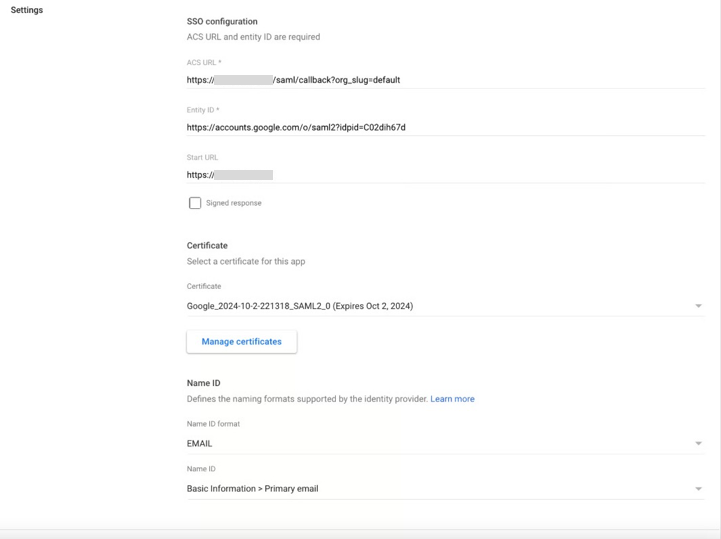 Settings
SSO configuration
ACS URL and entity ID are required
ACS URL *
https:// /saml/callback?org_slug=default
Entity ID *
https://accounts.google.com/o/saml2?idpid=C02dih67d
Start URL
https://
Signed response
Certificate
Select a certificate for this app
Certificate
Google_2024-10-2-221318_SAML2_0 (Expires Oct 2, 2024)
Manage certificates
Name ID
Defines the naming formats supported by the identity provider. Learn more
Name ID format
EMAIL
Name ID
Basic Information > Primary email